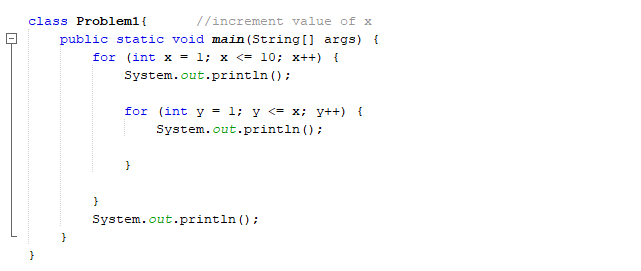 class Problem1{      //increment value of x
    public static void main(String[] args) {
        for (int x = 1; x <= 10; x++) {
            System.out.println();

            for (int y = 1; y <= x; y++) {
                System.out.println();

            }

        }
        System.out.println();
    }
}